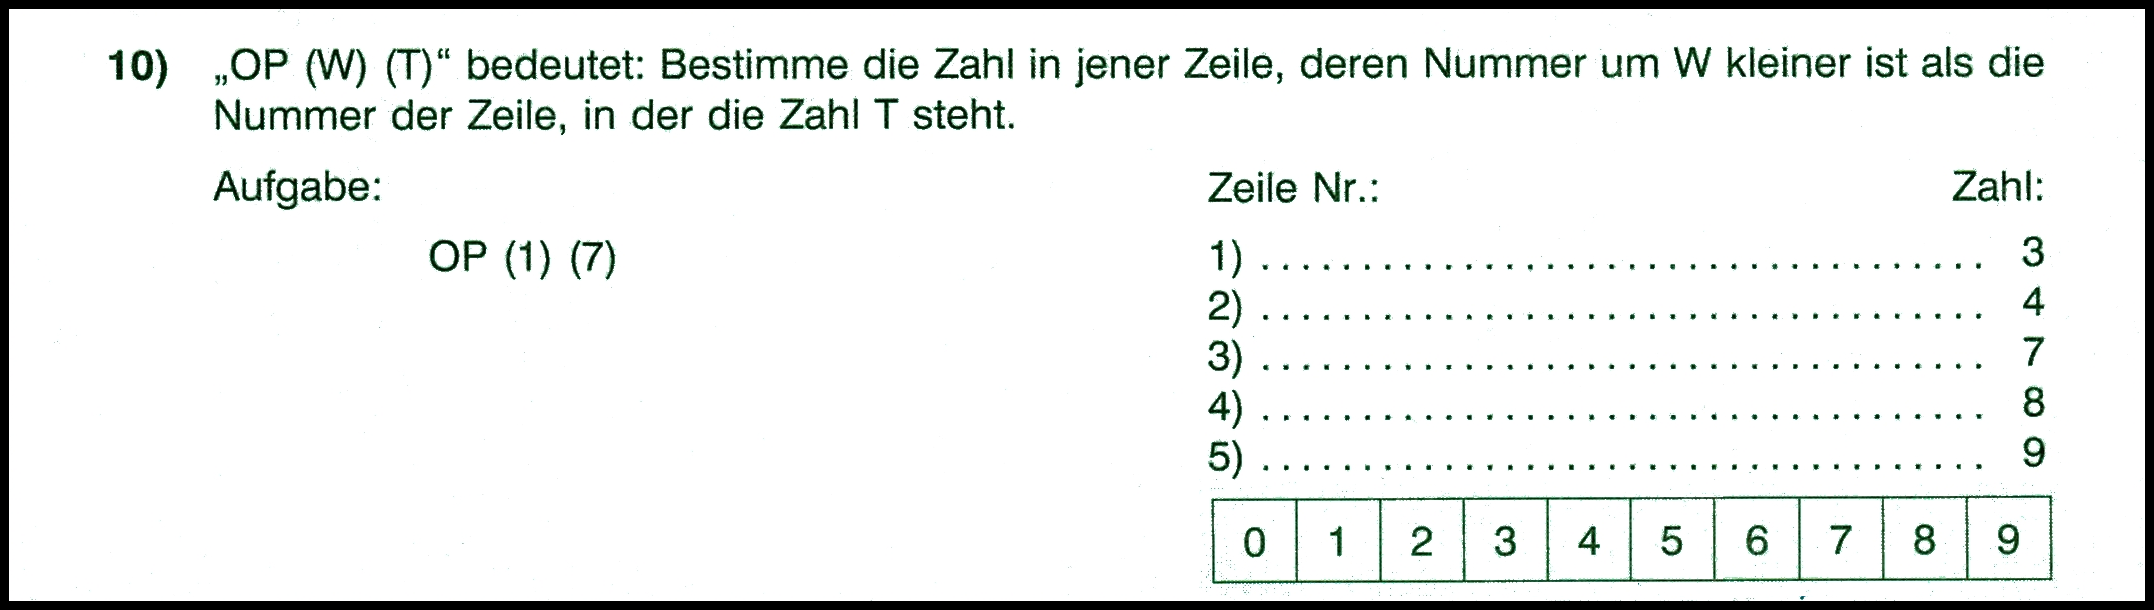 10) „OP (W) (T)“ bedeutet: Bestimme die Zahl in jener Zeile, deren Nummer um W kleiner ist als die
Nummer der Zeile, in der die Zahl T steht.
Aufgabe: Zeile Nr.: Zahl:
OP (1) (7) 1) .................................... 3
2) .................................... 4
3) .................................... 7
4) .................................... 8
5) .................................... 9
0 1 2 3 4 5 6 7 8 9